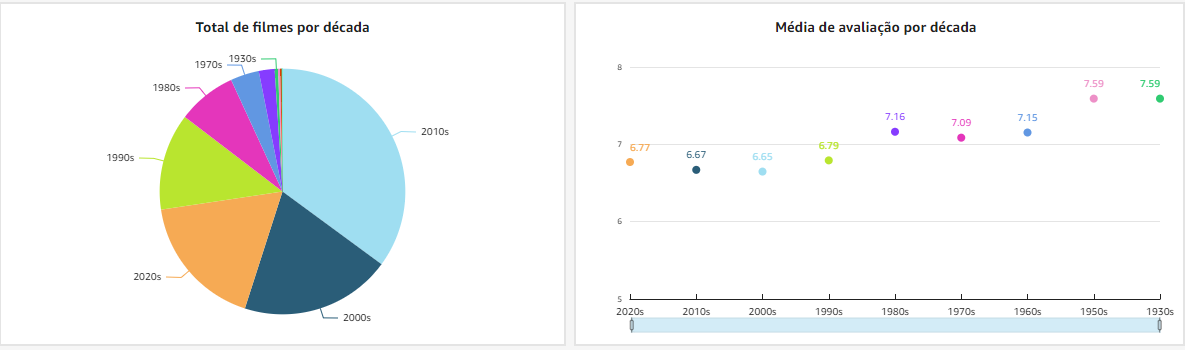 Total de filmes por década
1930s
1970s
1980s
2010s
1990s
2020s
2000s
Média de avaliação por década
8
7.59
7.59
7.16
7.09
7.15
7
6.77
6.67
6.65
6.79
6
5
2020s 2010s 2000s 1990s 1980s 1970s 1960s 1950s 1930s